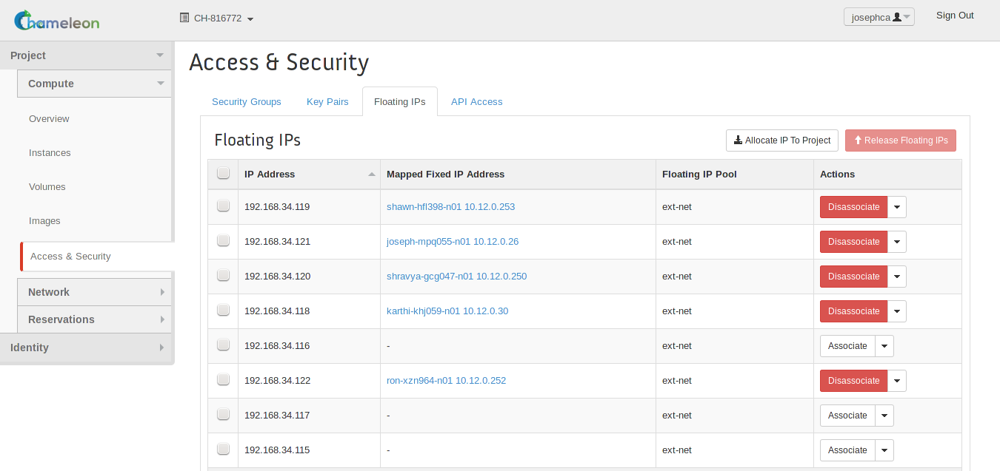 Chameleon
CH-816772
josephca
Sign Out
Project
Compute
Overview
Instances
Volumes
Images
Access & Security
Network
Reservations
Identity
Access & Security
Security Groups Key Pairs Floating IPs API Access
Floating IPs
Allocate IP To Project Release Floating IPs
IP Address Mapped Fixed IP Address Floating IP Pool Actions
192.168.34.119 shawn-hfl398-n01 10.12.0.253 ext-net Disassociate
192.168.34.121 joseph-mpq055-n01 10.12.0.26 ext-net Disassociate
192.168.34.120 shravya-gcg047-n01 10.12.0.250 ext-net Disassociate
192.168.34.118 karthi-khj059-n01 10.12.0.30 ext-net Disassociate
192.168.34.116 - ext-net Associate
192.168.34.122 ron-xzn964-n01 10.12.0.252 ext-net Disassociate
192.168.34.117 - ext-net Associate
192.168.34.115 - ext-net Associate